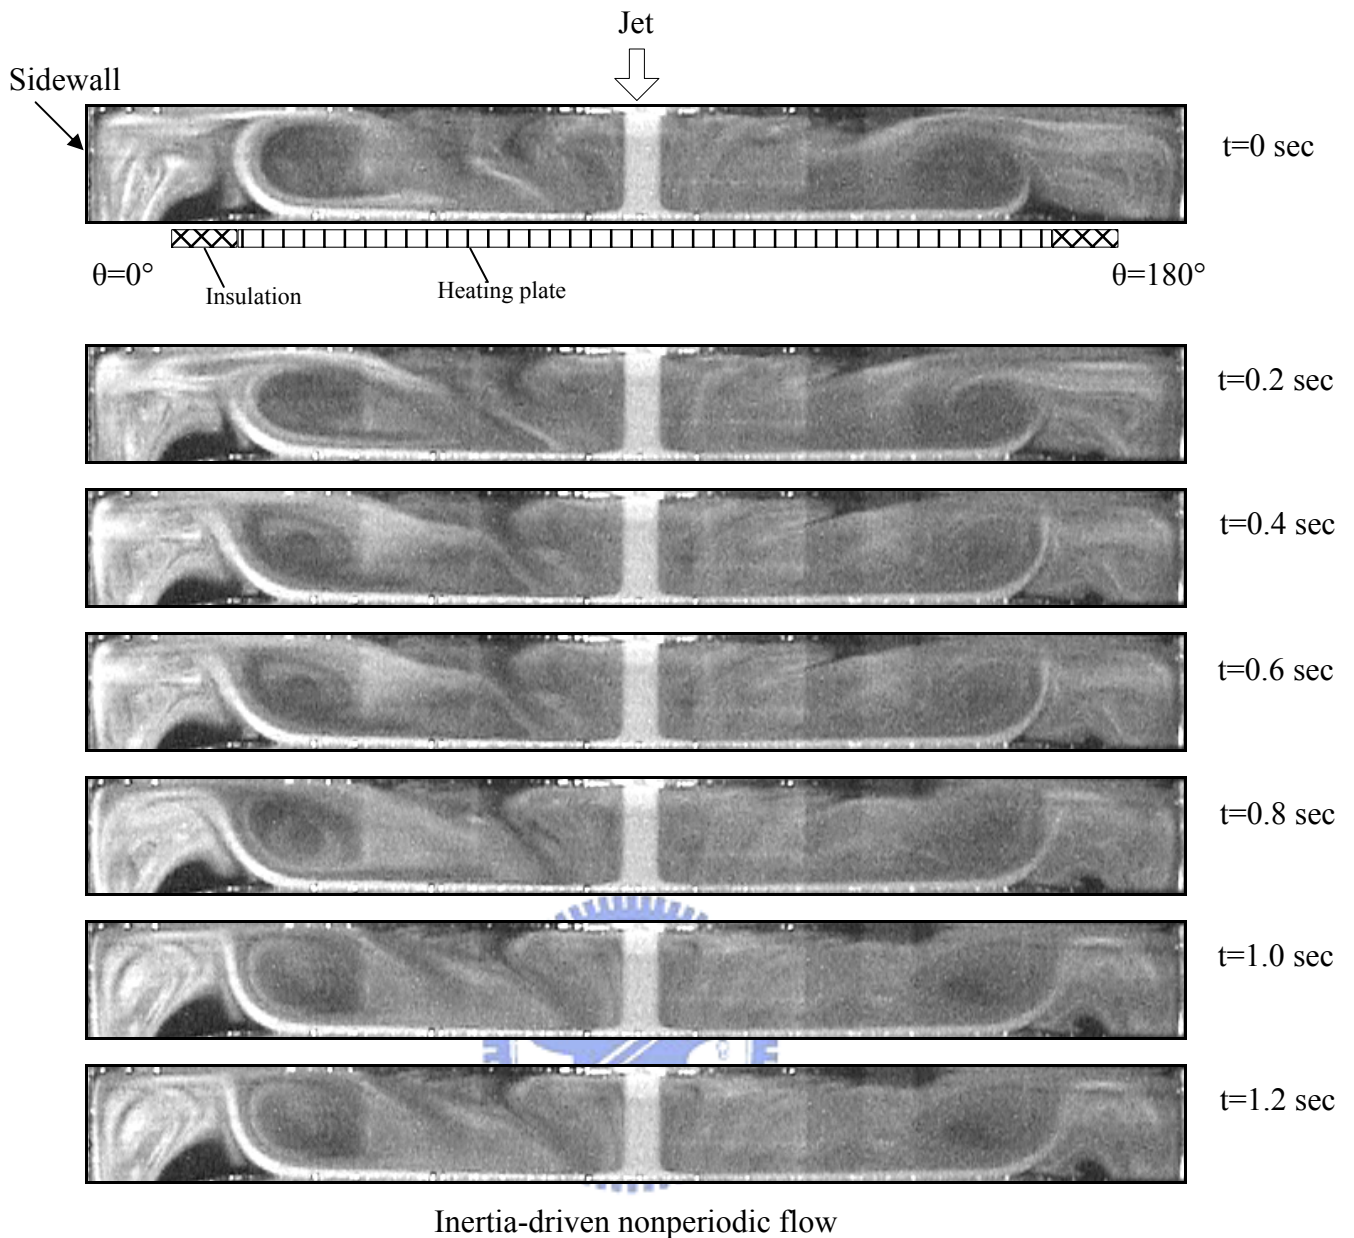 Jet
Sidewall
t=0 sec
θ=0°
θ=180°
Insulation
Heating plate
t=0.2 sec
t=0.4 sec
t=0.6 sec
t=0.8 sec
t=1.0 sec
t=1.2 sec
Inertia-driven nonperiodic flow